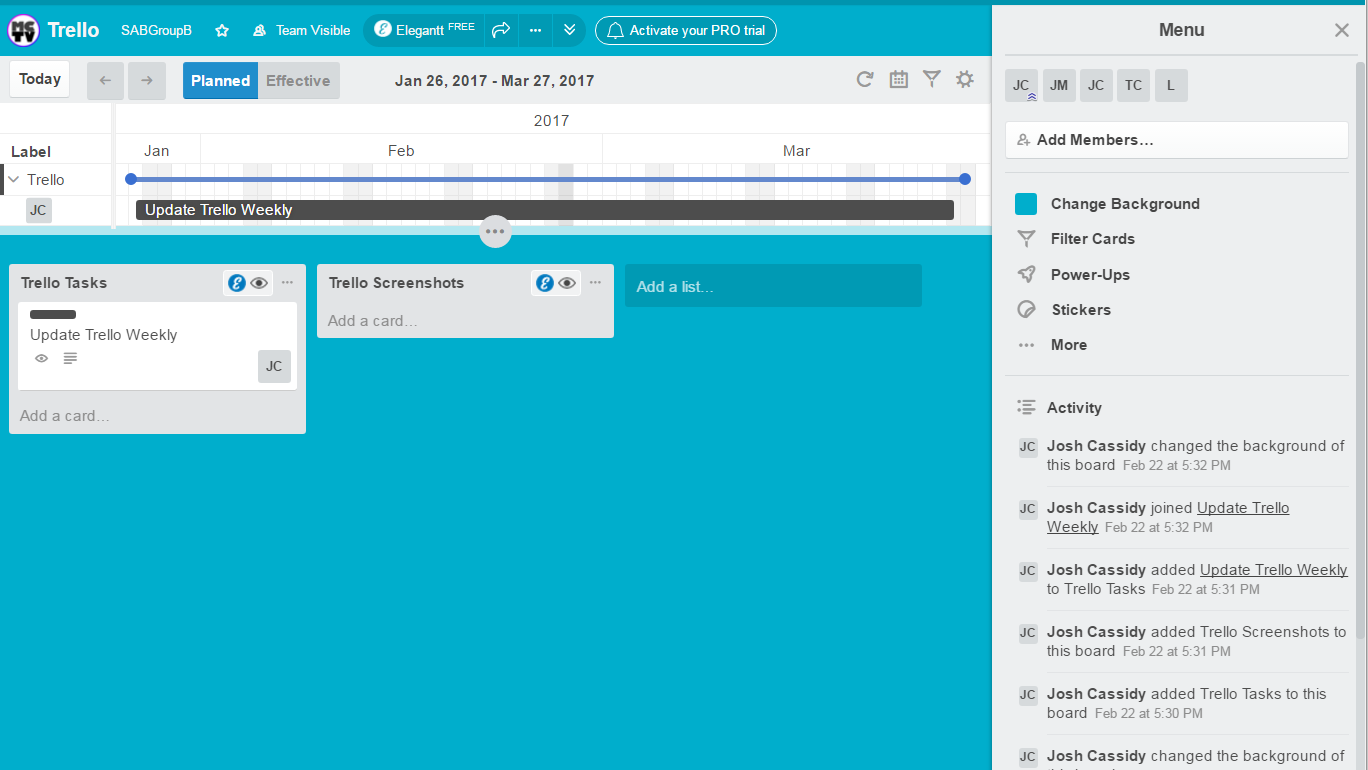 Trello SABGroupB Team Visible Elegantt FREE Activate your PRO trial
Today Planned Effective Jan 26, 2017 - Mar 27, 2017
2017
Label Jan Feb Mar
Trello
JC Update Trello Weekly
Trello Tasks
Update Trello Weekly
JC
Add a card…
Trello Screenshots
Add a card…
Add a list…
Menu
JC JM JC TC L
Add Members…
Change Background
Filter Cards
Power-Ups
Stickers
More
Activity
JC Josh Cassidy changed the background of
this board Feb 22 at 5:32 PM
JC Josh Cassidy joined Update Trello
Weekly Feb 22 at 5:32 PM
JC Josh Cassidy added Update Trello Weekly
to Trello Tasks Feb 22 at 5:31 PM
JC Josh Cassidy added Trello Screenshots to
this board Feb 22 at 5:31 PM
JC Josh Cassidy added Trello Tasks to this
board Feb 22 at 5:30 PM
JC Josh Cassidy changed the background of